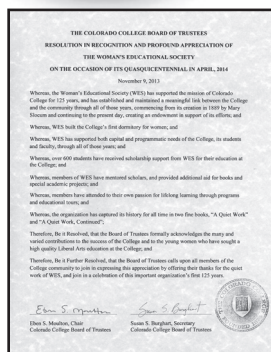 THE COLORADO COLLEGE BOARD OF TRUSTEES
RESOLUTION IN RECOGNITION AND PROFOUND APPRECIATION OF
THE WOMAN'S EDUCATIONAL SOCIETY
ON THE OCCASION OF ITS QUASQUICENTENNIAL IN APRIL, 2014
November 9, 2013
Whereas, the Woman's Educational Society (WES) has supported the mission of Colorado
College for 125 years, and has established and maintained a meaningful link between the College
and the community through all of those years, commencing from its creation in 1889 by Mary
Slocum and continuing to the present day, creating an endowment in support of its efforts; and
Whereas, WES built the College's first dormitory for women; and
Whereas, WES has supported both capital and programmatic needs of the College, its students
and faculty, through all of those years; and
Whereas, over 600 students have received scholarship support from WES for their education at
the College; and
Whereas, members of WES have mentored scholars, and provided additional aid for books and
special academic projects; and
Whereas, members have attended to their own passion for lifelong learning through programs
and educational tours; and
Whereas, the organization has captured its history for all time in two fine books, "A Quiet Work"
and "A Quiet Work, Continued";
Therefore, Be it Resolved, that the Board of Trustees formally acknowledges the many and
varied contributions to the success of the College and to the young women who have sought a
high quality Liberal Arts education at the College; and
Therefore, Be it Further Resolved, that the Board of Trustees calls upon all members of the
College community to join in expressing this appreciation by offering their thanks for the quiet
work of WES, and join in a celebration of this important organization's first 125 years.
Ebon S. Moulton, Chair
Colorado College Board of Trustees
Susan S. Burghart, Secretary
Colorado College Board of Trustees